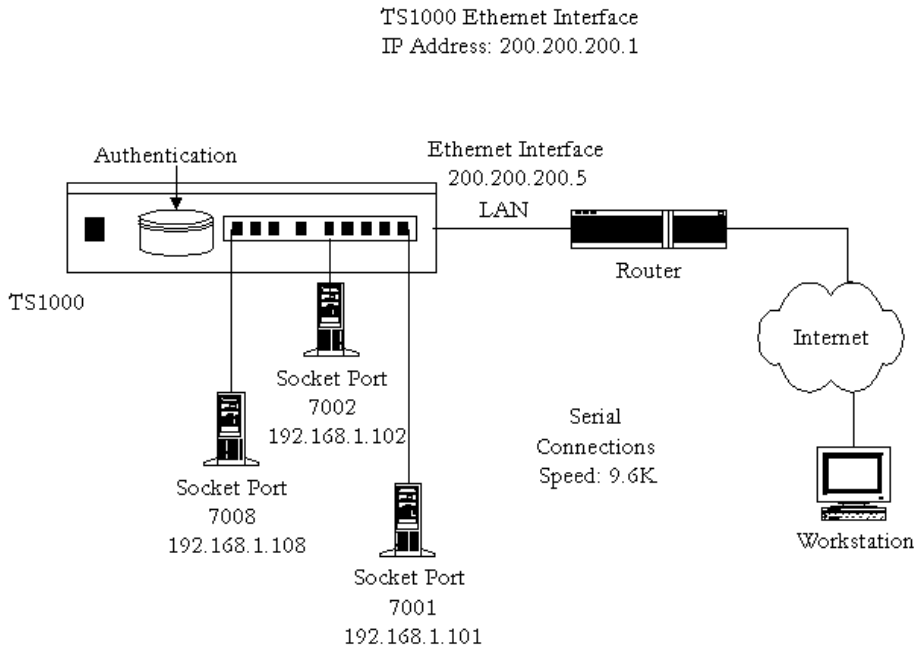 TS1000 Ethernet Interface
IP Address: 200.200.200.1
Authentication
Ethernet Interface
200.200.200.5
LAN
Router
TS1000
Internet
Socket Port
7002
192.168.1.102
Serial
Connections
Speed: 9.6K
Socket Port
7008
192.168.1.108
Workstation
Socket Port
7001
192.168.1.101